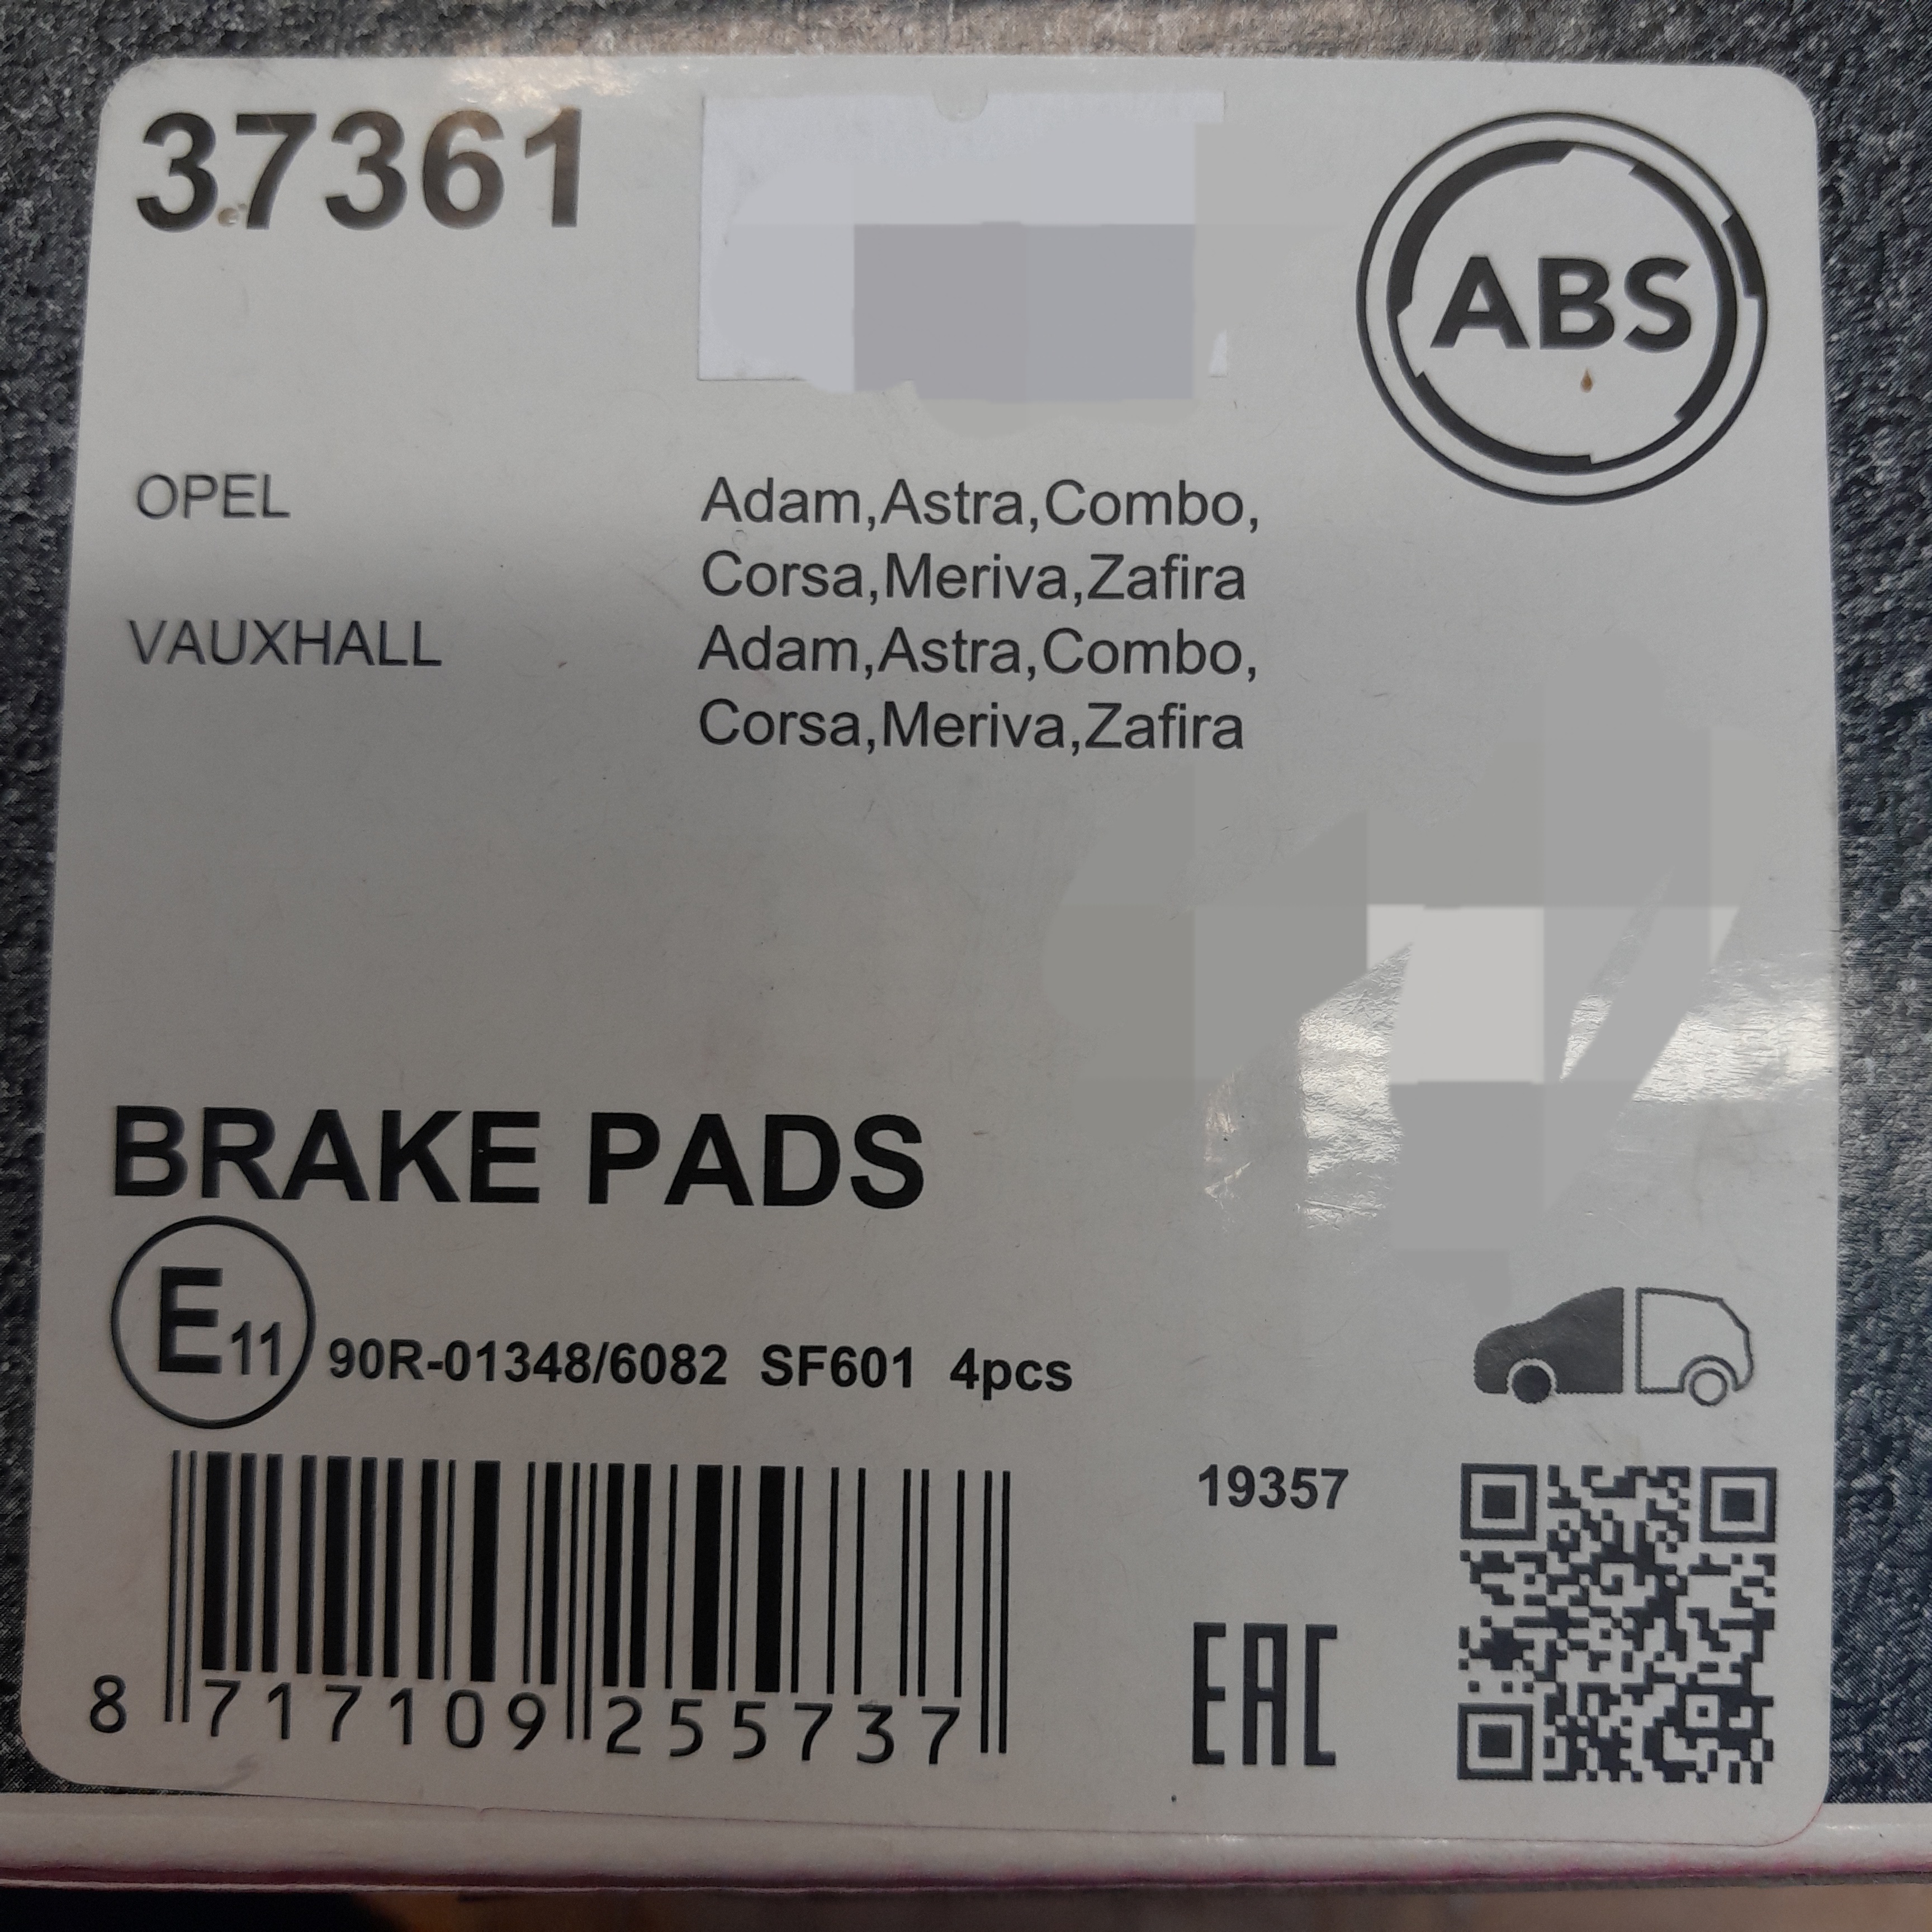 37361
ABS
OPEL Adam,Astra,Combo,
Corsa,Meriva,Zafira
VAUXHALL Adam,Astra,Combo,
Corsa,Meriva,Zafira
BRAKE PADS
E11 90R-01348/6082 SF601 4pcs
19357
EAC
8 717109 255737